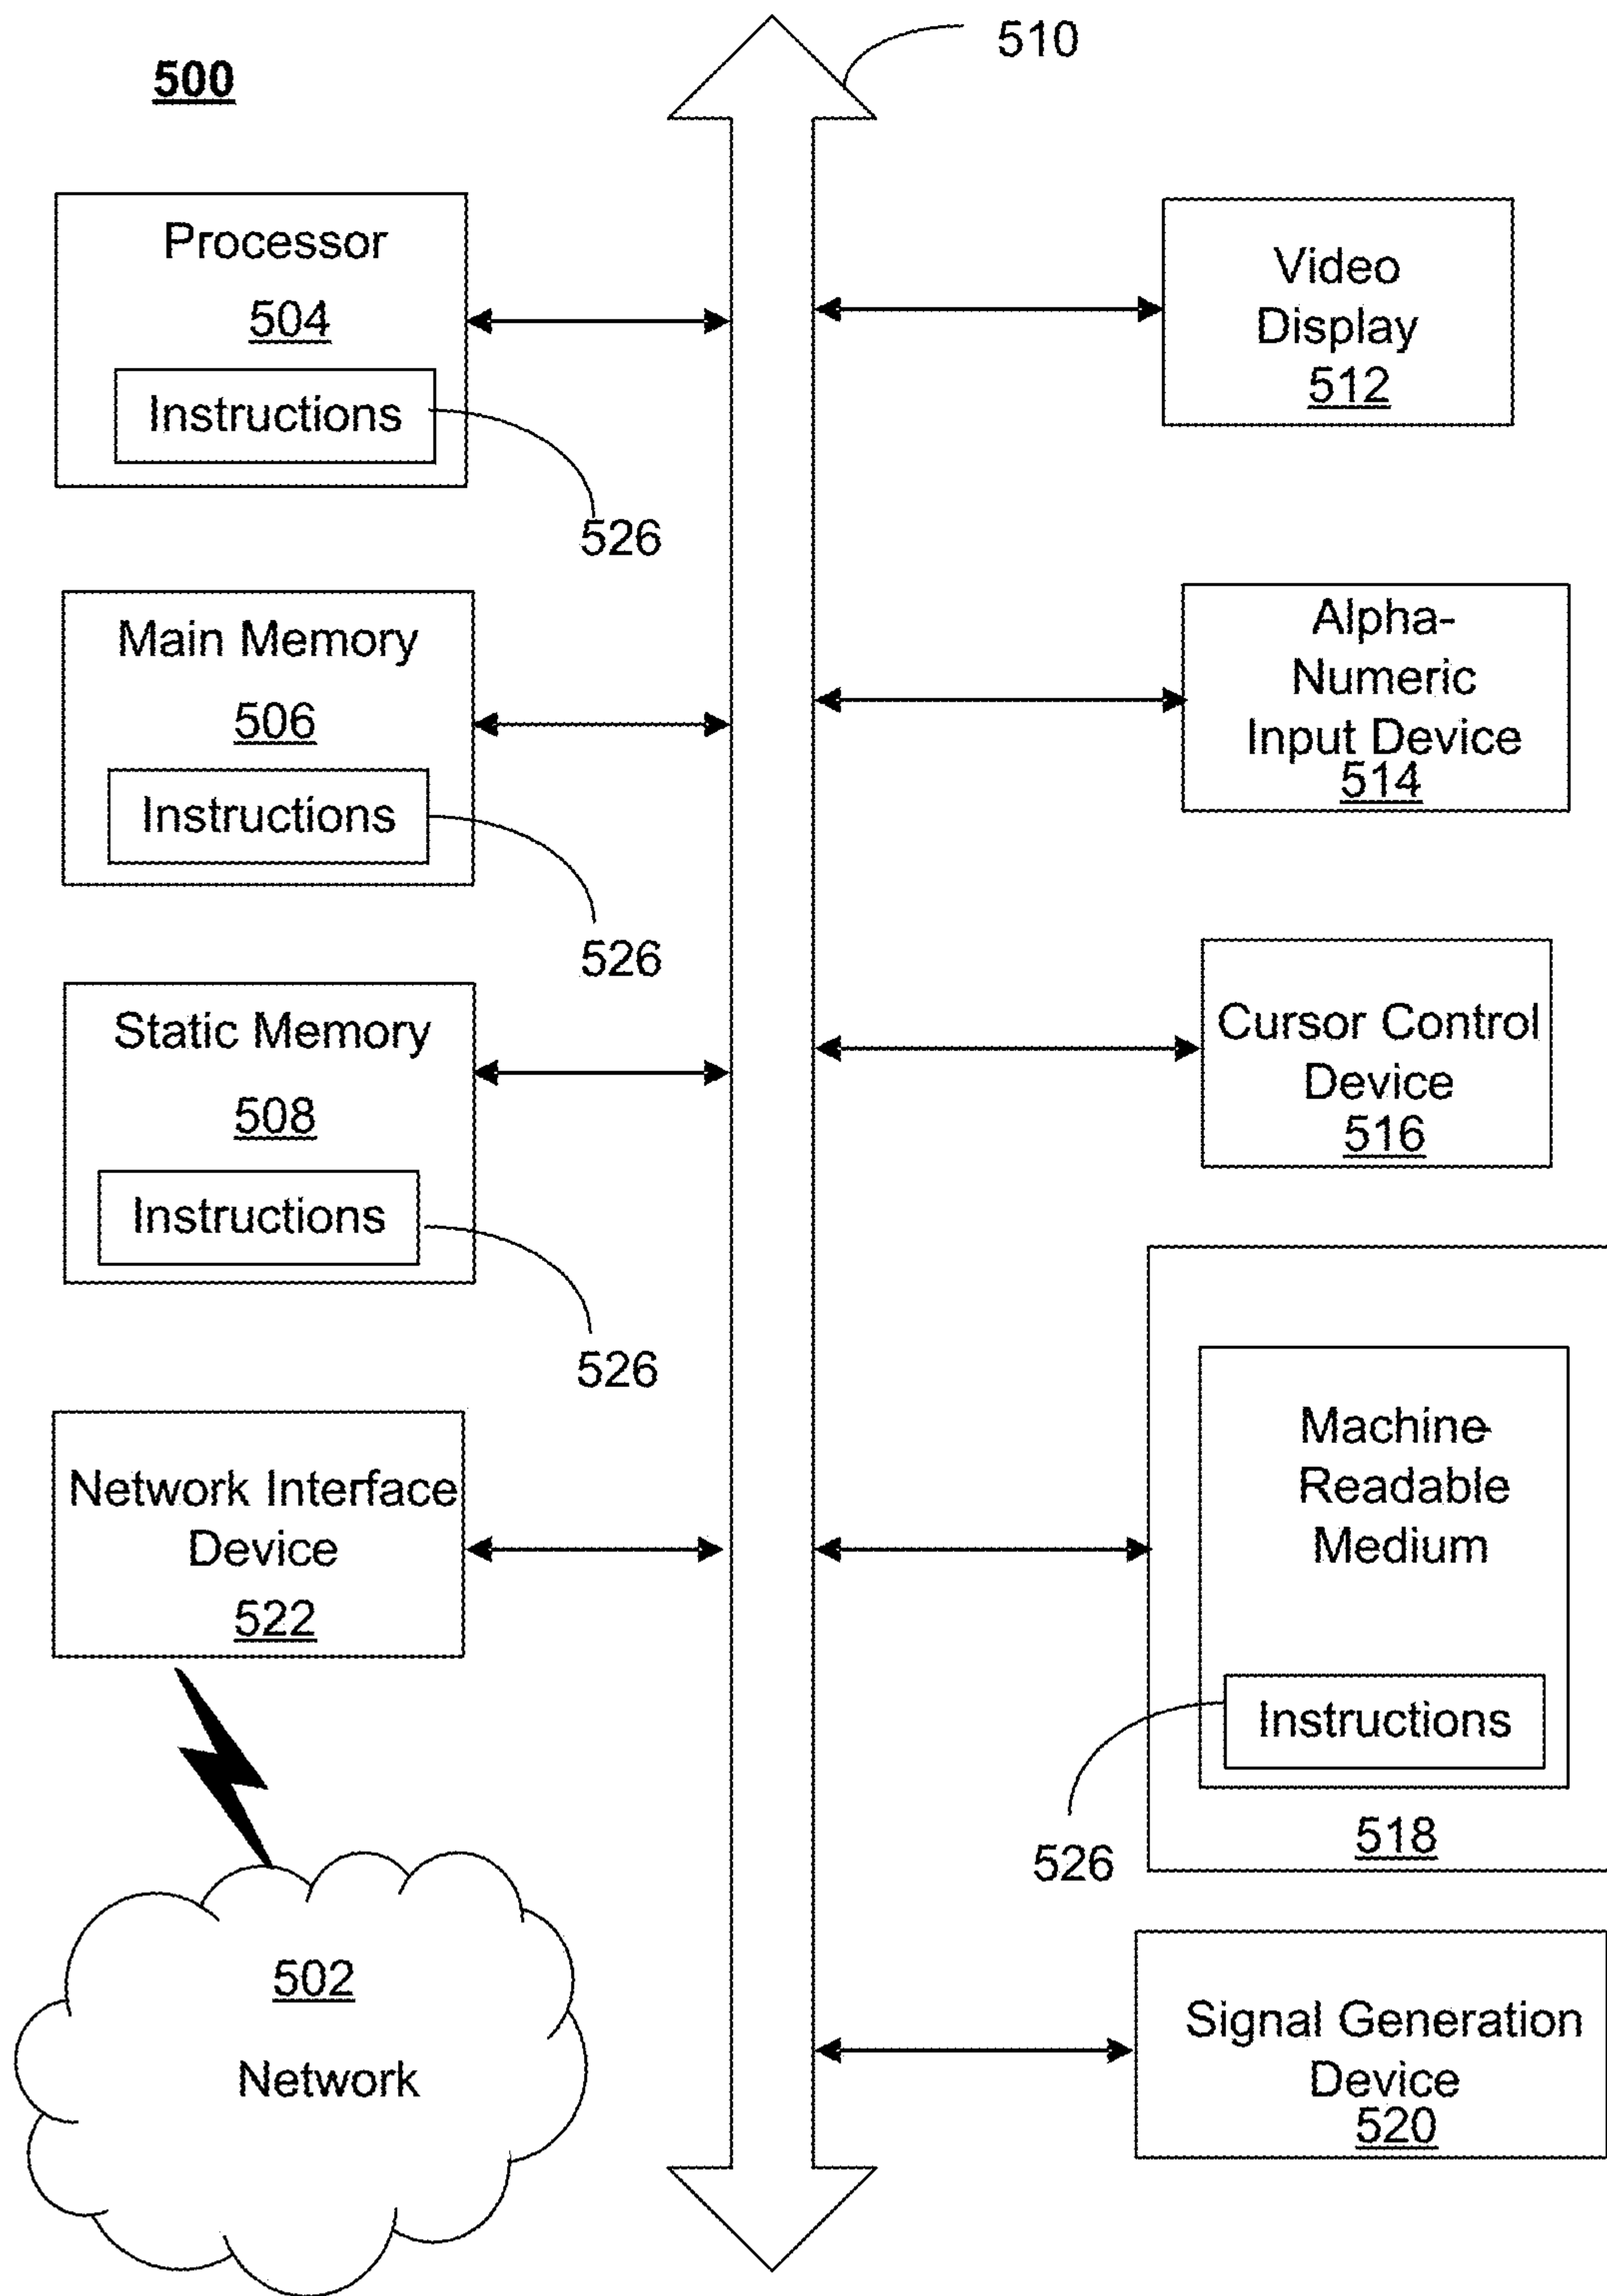 500
510
Processor
504
Instructions
526
Main Memory
506
Instructions
526
Static Memory
508
Instructions
526
Network Interface
Device
522
502
Network
Video
Display
512
Alpha-
Numeric
Input Device
514
Cursor Control
Device
516
Machine-
Readable
Medium
Instructions
526
518
Signal Generation
Device
520